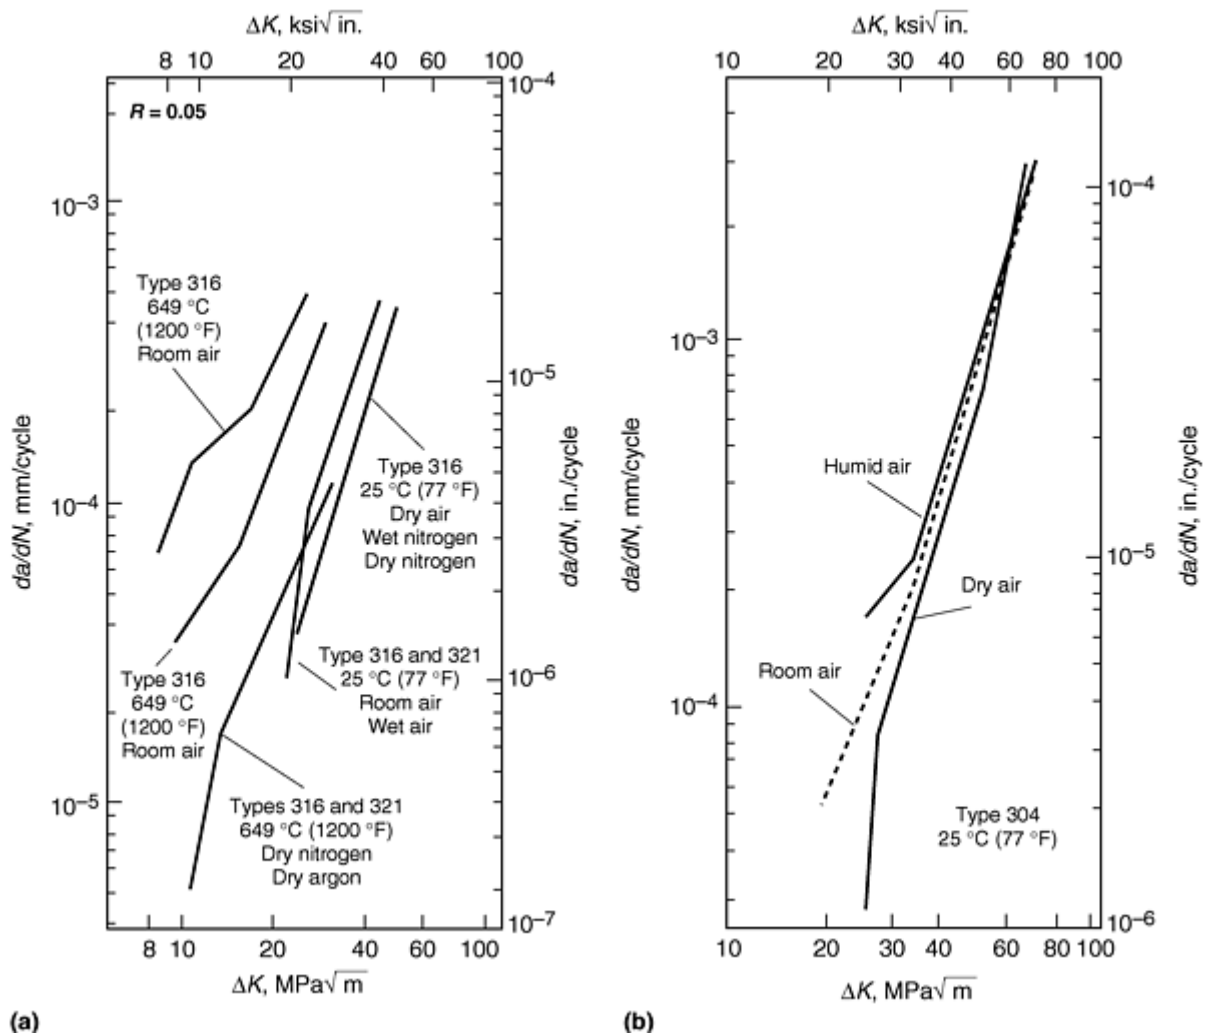 ΔK, ksi√in.
8 10 20 40 60 100
R = 0.05
10⁻⁴
10⁻³
10⁻⁵
10⁻⁴
10⁻⁶
10⁻⁵
10⁻⁷
da/dN, mm/cycle
da/dN, in./cycle
Type 316
649 °C
(1200 °F)
Room air
Type 316
25 °C (77 °F)
Dry air
Wet nitrogen
Dry nitrogen
Type 316 and 321
25 °C (77 °F)
Room air
Wet air
Type 316
649 °C
(1200 °F)
Room air
Types 316 and 321
649 °C (1200 °F)
Dry nitrogen
Dry argon
8 10 20 40 60 100
ΔK, MPa√m
(a)
ΔK, ksi√in.
10 20 30 40 60 80 100
10⁻⁴
10⁻³
10⁻⁵
10⁻⁴
10⁻⁶
da/dN, mm/cycle
da/dN, in./cycle
Humid air
Dry air
Room air
Type 304
25 °C (77 °F)
10 20 30 40 60 80 100
ΔK, MPa√m
(b)